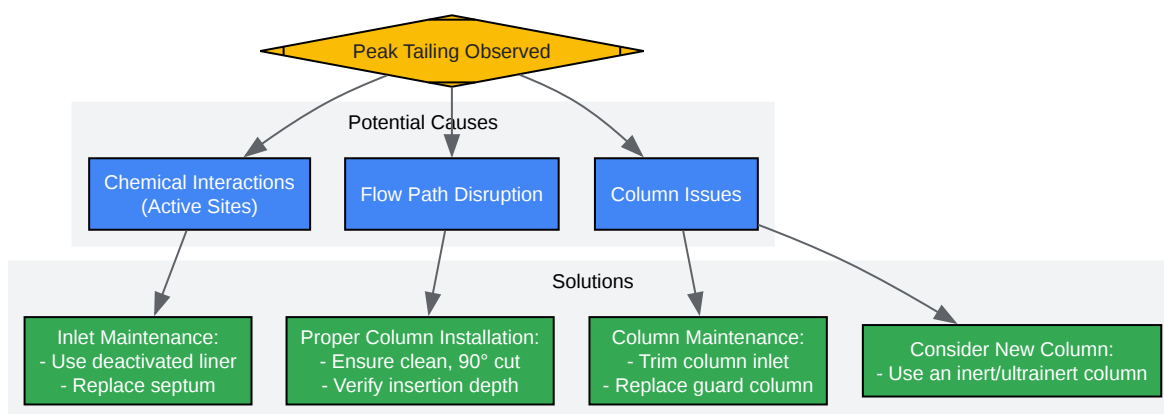 Peak Tailing Observed
Potential Causes
Chemical Interactions
(Active Sites)
Flow Path Disruption
Column Issues
Solutions
Inlet Maintenance:
- Use deactivated liner
- Replace septum
Proper Column Installation:
- Ensure clean, 90° cut
- Verify insertion depth
Column Maintenance:
- Trim column inlet
- Replace guard column
Consider New Column:
- Use an inert/ultrainert column